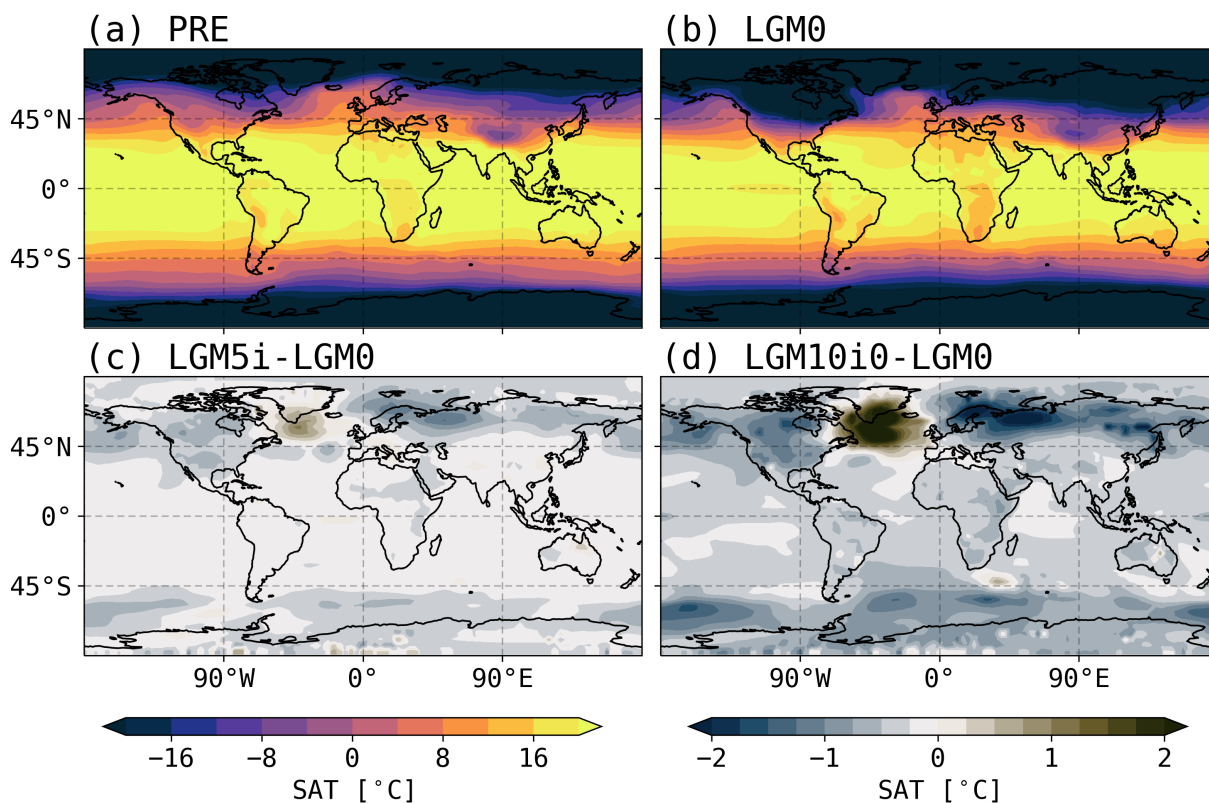 (a) PRE
(b) LGM0
45°N
0°
45°S
(c) LGM5i-LGM0
(d) LGM10i0-LGM0
45°N
0°
45°S
90°W 0° 90°E
90°W 0° 90°E
−16 −8 0 8 16
SAT [°C]
−2 −1 0 1 2
SAT [°C]